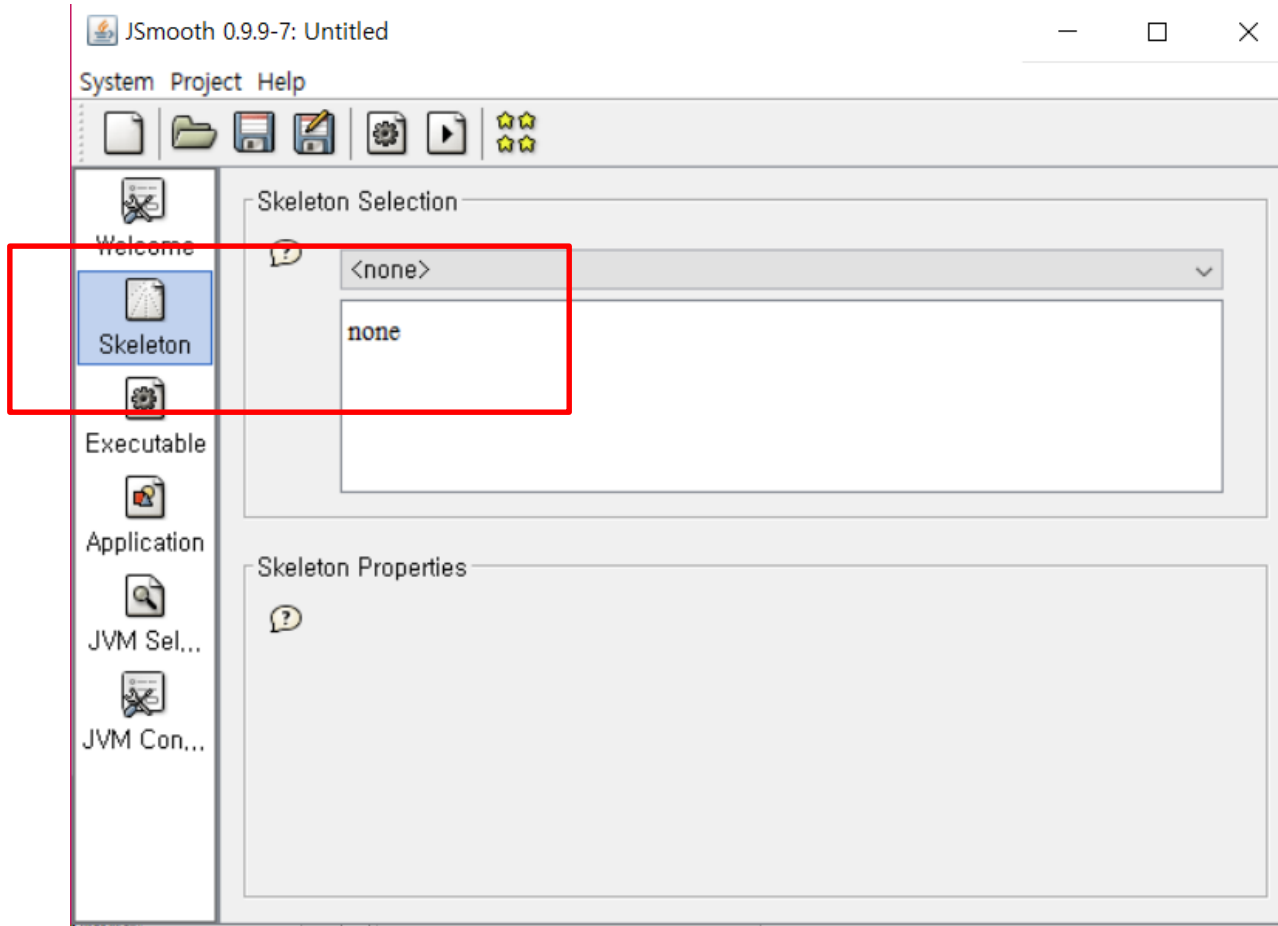 JSmooth 0.9.9-7: Untitled
System Project Help
Welcome
Skeleton
Executable
Application
JVM Sel...
JVM Con...
Skeleton Selection
<none>
none
Skeleton Properties